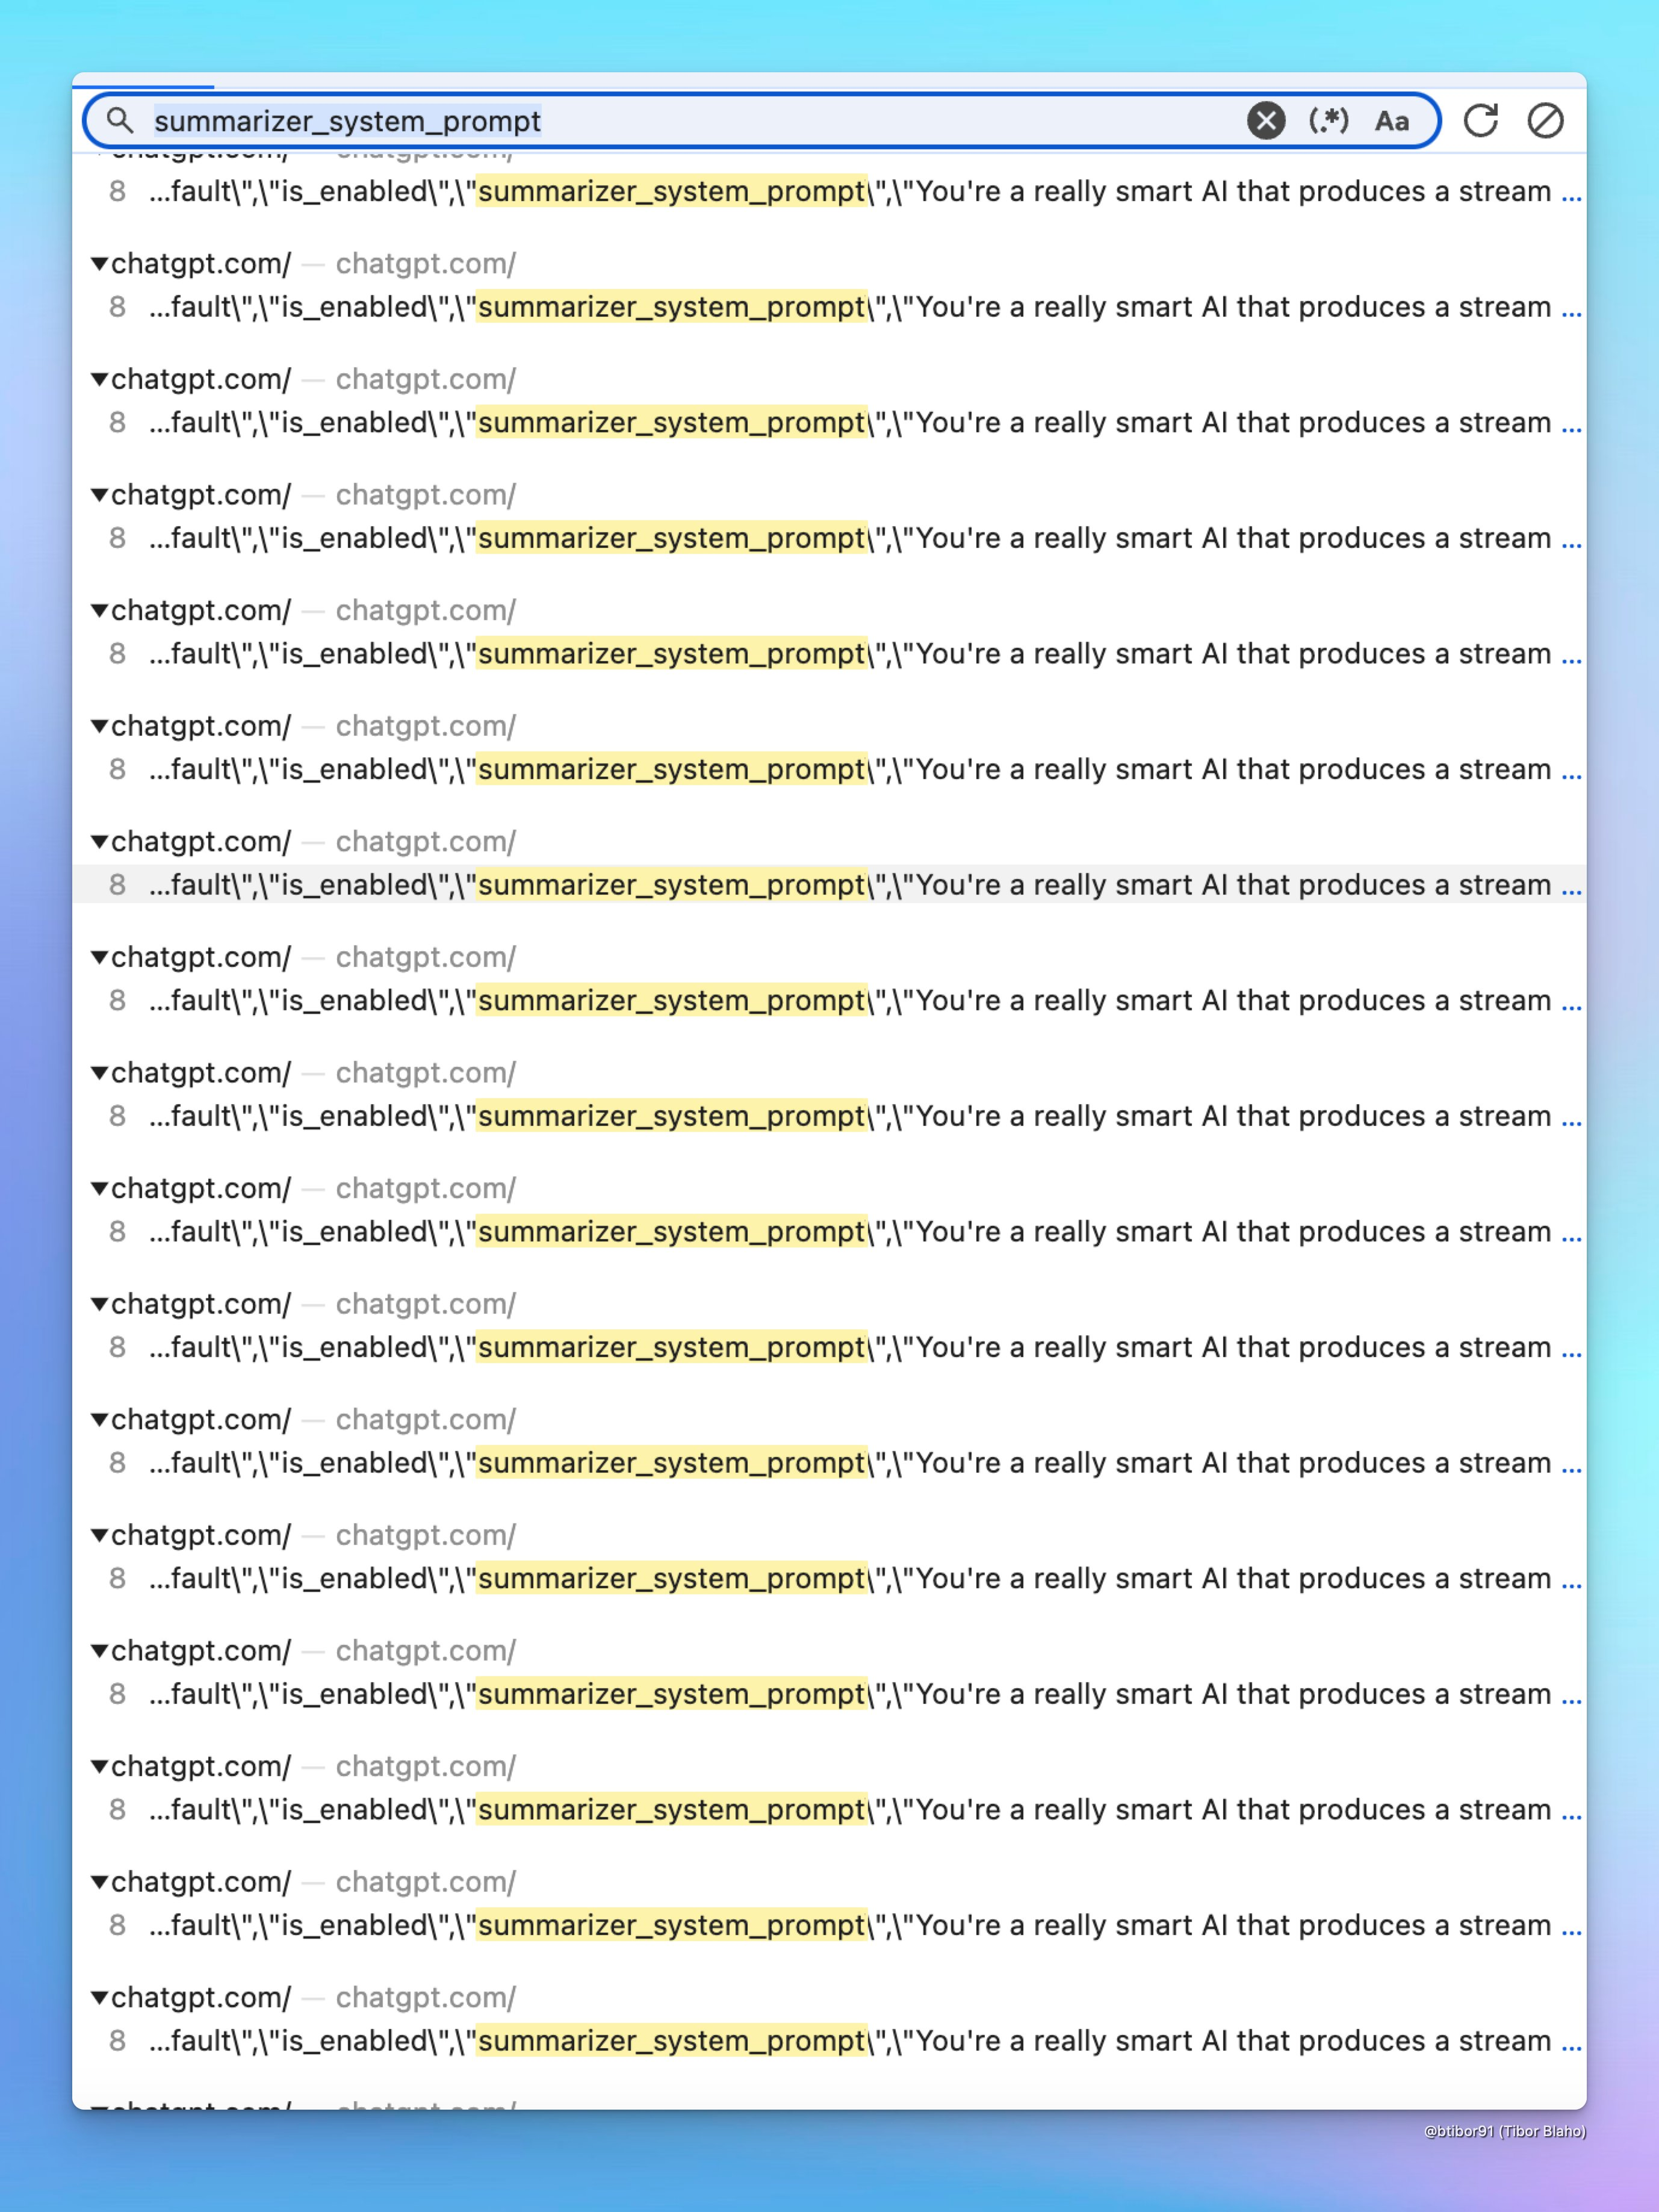 summarizer_system_prompt (.*) Aa
chatgpt.com/ — chatgpt.com/
8 ...fault\",\"is_enabled\",\"summarizer_system_prompt\",\"You're a really smart AI that produces a stream ...
▼chatgpt.com/ — chatgpt.com/
8 ...fault\",\"is_enabled\",\"summarizer_system_prompt\",\"You're a really smart AI that produces a stream ...
▼chatgpt.com/ — chatgpt.com/
8 ...fault\",\"is_enabled\",\"summarizer_system_prompt\",\"You're a really smart AI that produces a stream ...
▼chatgpt.com/ — chatgpt.com/
8 ...fault\",\"is_enabled\",\"summarizer_system_prompt\",\"You're a really smart AI that produces a stream ...
▼chatgpt.com/ — chatgpt.com/
8 ...fault\",\"is_enabled\",\"summarizer_system_prompt\",\"You're a really smart AI that produces a stream ...
▼chatgpt.com/ — chatgpt.com/
8 ...fault\",\"is_enabled\",\"summarizer_system_prompt\",\"You're a really smart AI that produces a stream ...
▼chatgpt.com/ — chatgpt.com/
8 ...fault\",\"is_enabled\",\"summarizer_system_prompt\",\"You're a really smart AI that produces a stream ...
▼chatgpt.com/ — chatgpt.com/
8 ...fault\",\"is_enabled\",\"summarizer_system_prompt\",\"You're a really smart AI that produces a stream ...
▼chatgpt.com/ — chatgpt.com/
8 ...fault\",\"is_enabled\",\"summarizer_system_prompt\",\"You're a really smart AI that produces a stream ...
▼chatgpt.com/ — chatgpt.com/
8 ...fault\",\"is_enabled\",\"summarizer_system_prompt\",\"You're a really smart AI that produces a stream ...
▼chatgpt.com/ — chatgpt.com/
8 ...fault\",\"is_enabled\",\"summarizer_system_prompt\",\"You're a really smart AI that produces a stream ...
▼chatgpt.com/ — chatgpt.com/
8 ...fault\",\"is_enabled\",\"summarizer_system_prompt\",\"You're a really smart AI that produces a stream ...
▼chatgpt.com/ — chatgpt.com/
8 ...fault\",\"is_enabled\",\"summarizer_system_prompt\",\"You're a really smart AI that produces a stream ...
▼chatgpt.com/ — chatgpt.com/
8 ...fault\",\"is_enabled\",\"summarizer_system_prompt\",\"You're a really smart AI that produces a stream ...
▼chatgpt.com/ — chatgpt.com/
8 ...fault\",\"is_enabled\",\"summarizer_system_prompt\",\"You're a really smart AI that produces a stream ...
▼chatgpt.com/ — chatgpt.com/
8 ...fault\",\"is_enabled\",\"summarizer_system_prompt\",\"You're a really smart AI that produces a stream ...
▼chatgpt.com/ — chatgpt.com/
8 ...fault\",\"is_enabled\",\"summarizer_system_prompt\",\"You're a really smart AI that produces a stream ...
▼chatgpt.com/ — chatgpt.com/
@btibor91 (Tibor Blaho)